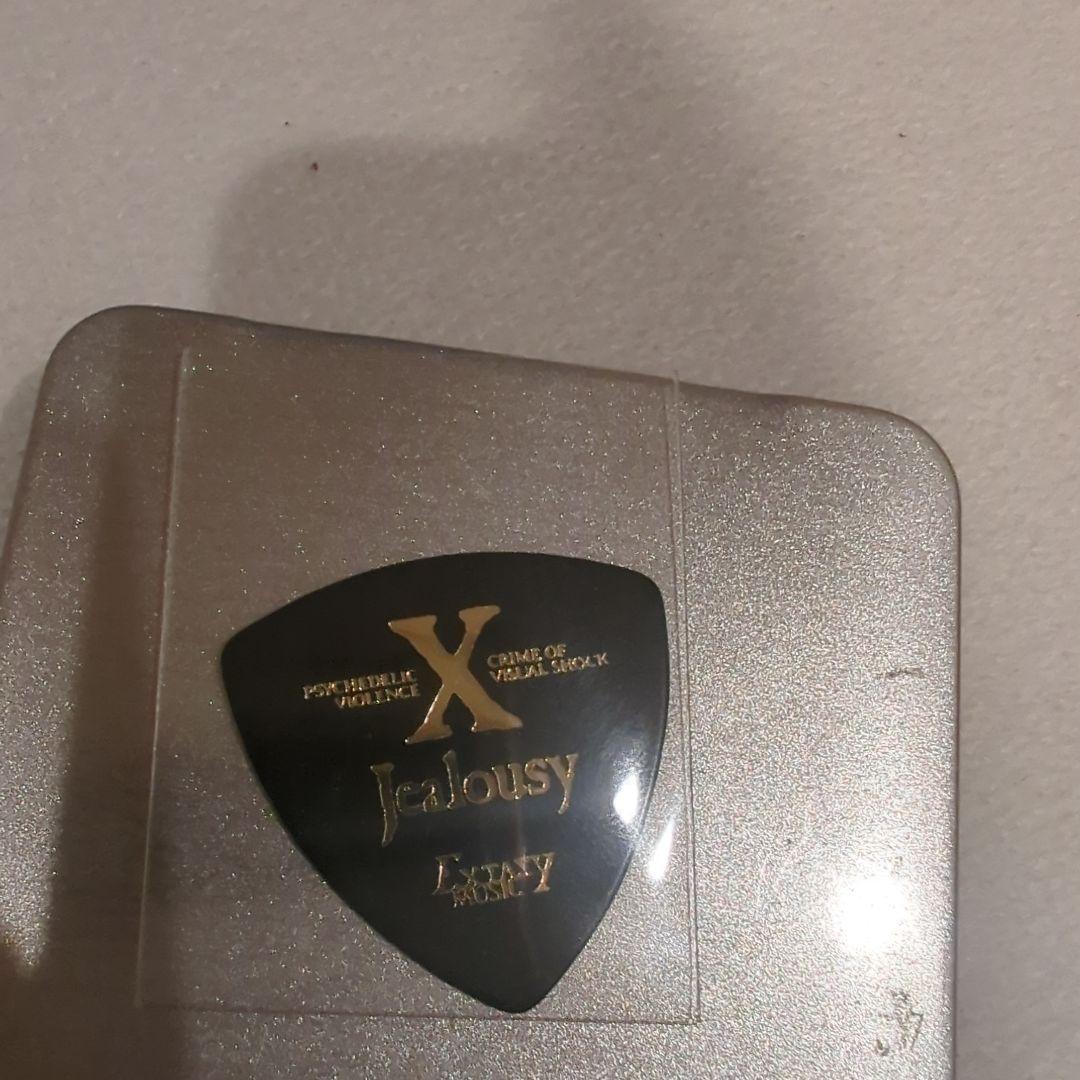 X
PSYCHEDELIC
VIOLENCE
CRIME OF
VISUAL SHOCK
Jealousy
EXTASY
MUSIC